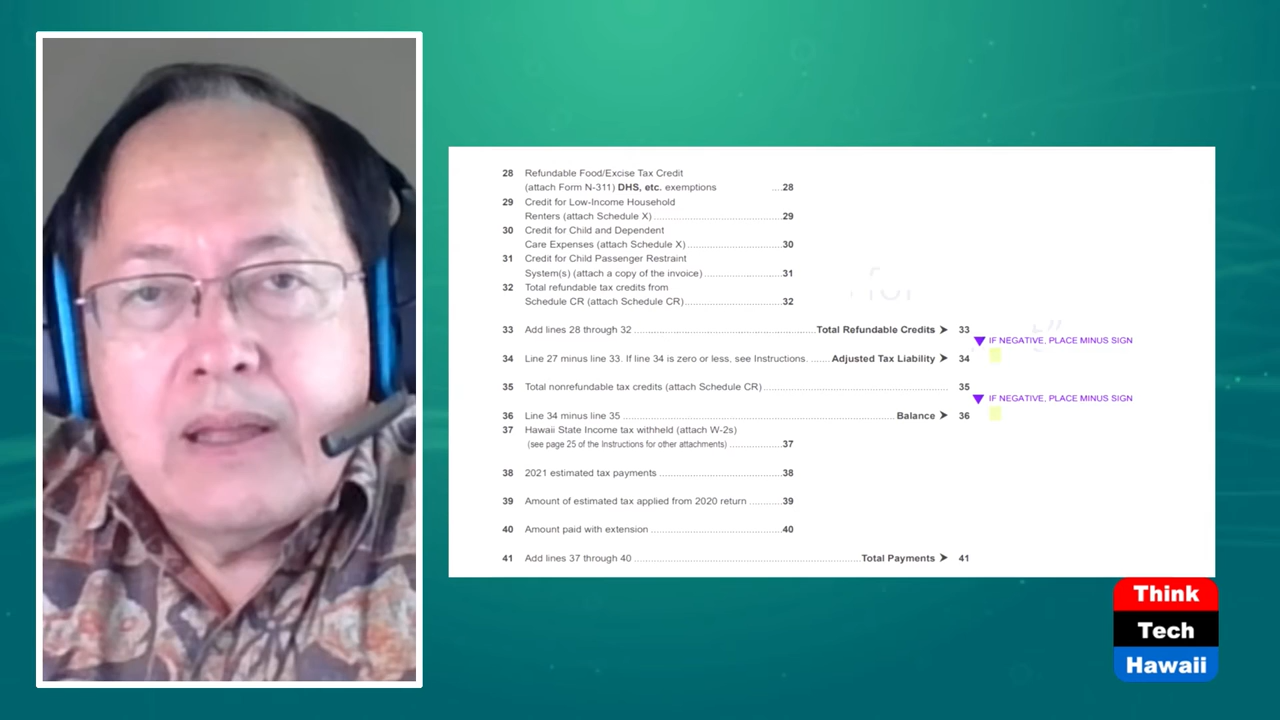 28 Refundable Food/Excise Tax Credit
(attach Form N-311) DHS, etc. exemptions ....28
29 Credit for Low-Income Household
Renters (attach Schedule X)...........................................29
30 Credit for Child and Dependent
Care Expenses (attach Schedule X)................................30
31 Credit for Child Passenger Restraint
System(s) (attach a copy of the invoice)..........................31
32 Total refundable tax credits from
Schedule CR (attach Schedule CR).................................32
33 Add lines 28 through 32 ............................................................Total Refundable Credits ➤ 33
▼ IF NEGATIVE, PLACE MINUS SIGN
34 Line 27 minus line 33. If line 34 is zero or less, see Instructions. ......Adjusted Tax Liability ➤ 34
35 Total nonrefundable tax credits (attach Schedule CR)............................................................ 35
▼ IF NEGATIVE, PLACE MINUS SIGN
36 Line 34 minus line 35 ..........................................................................................Balance ➤ 36
37 Hawaii State Income tax withheld (attach W-2s)
(see page 25 of the Instructions for other attachments) ..................37
38 2021 estimated tax payments .........................................38
39 Amount of estimated tax applied from 2020 return ...........39
40 Amount paid with extension ............................................40
41 Add lines 37 through 40 ...........................................................................Total Payments ➤ 41
Think
Tech
Hawaii